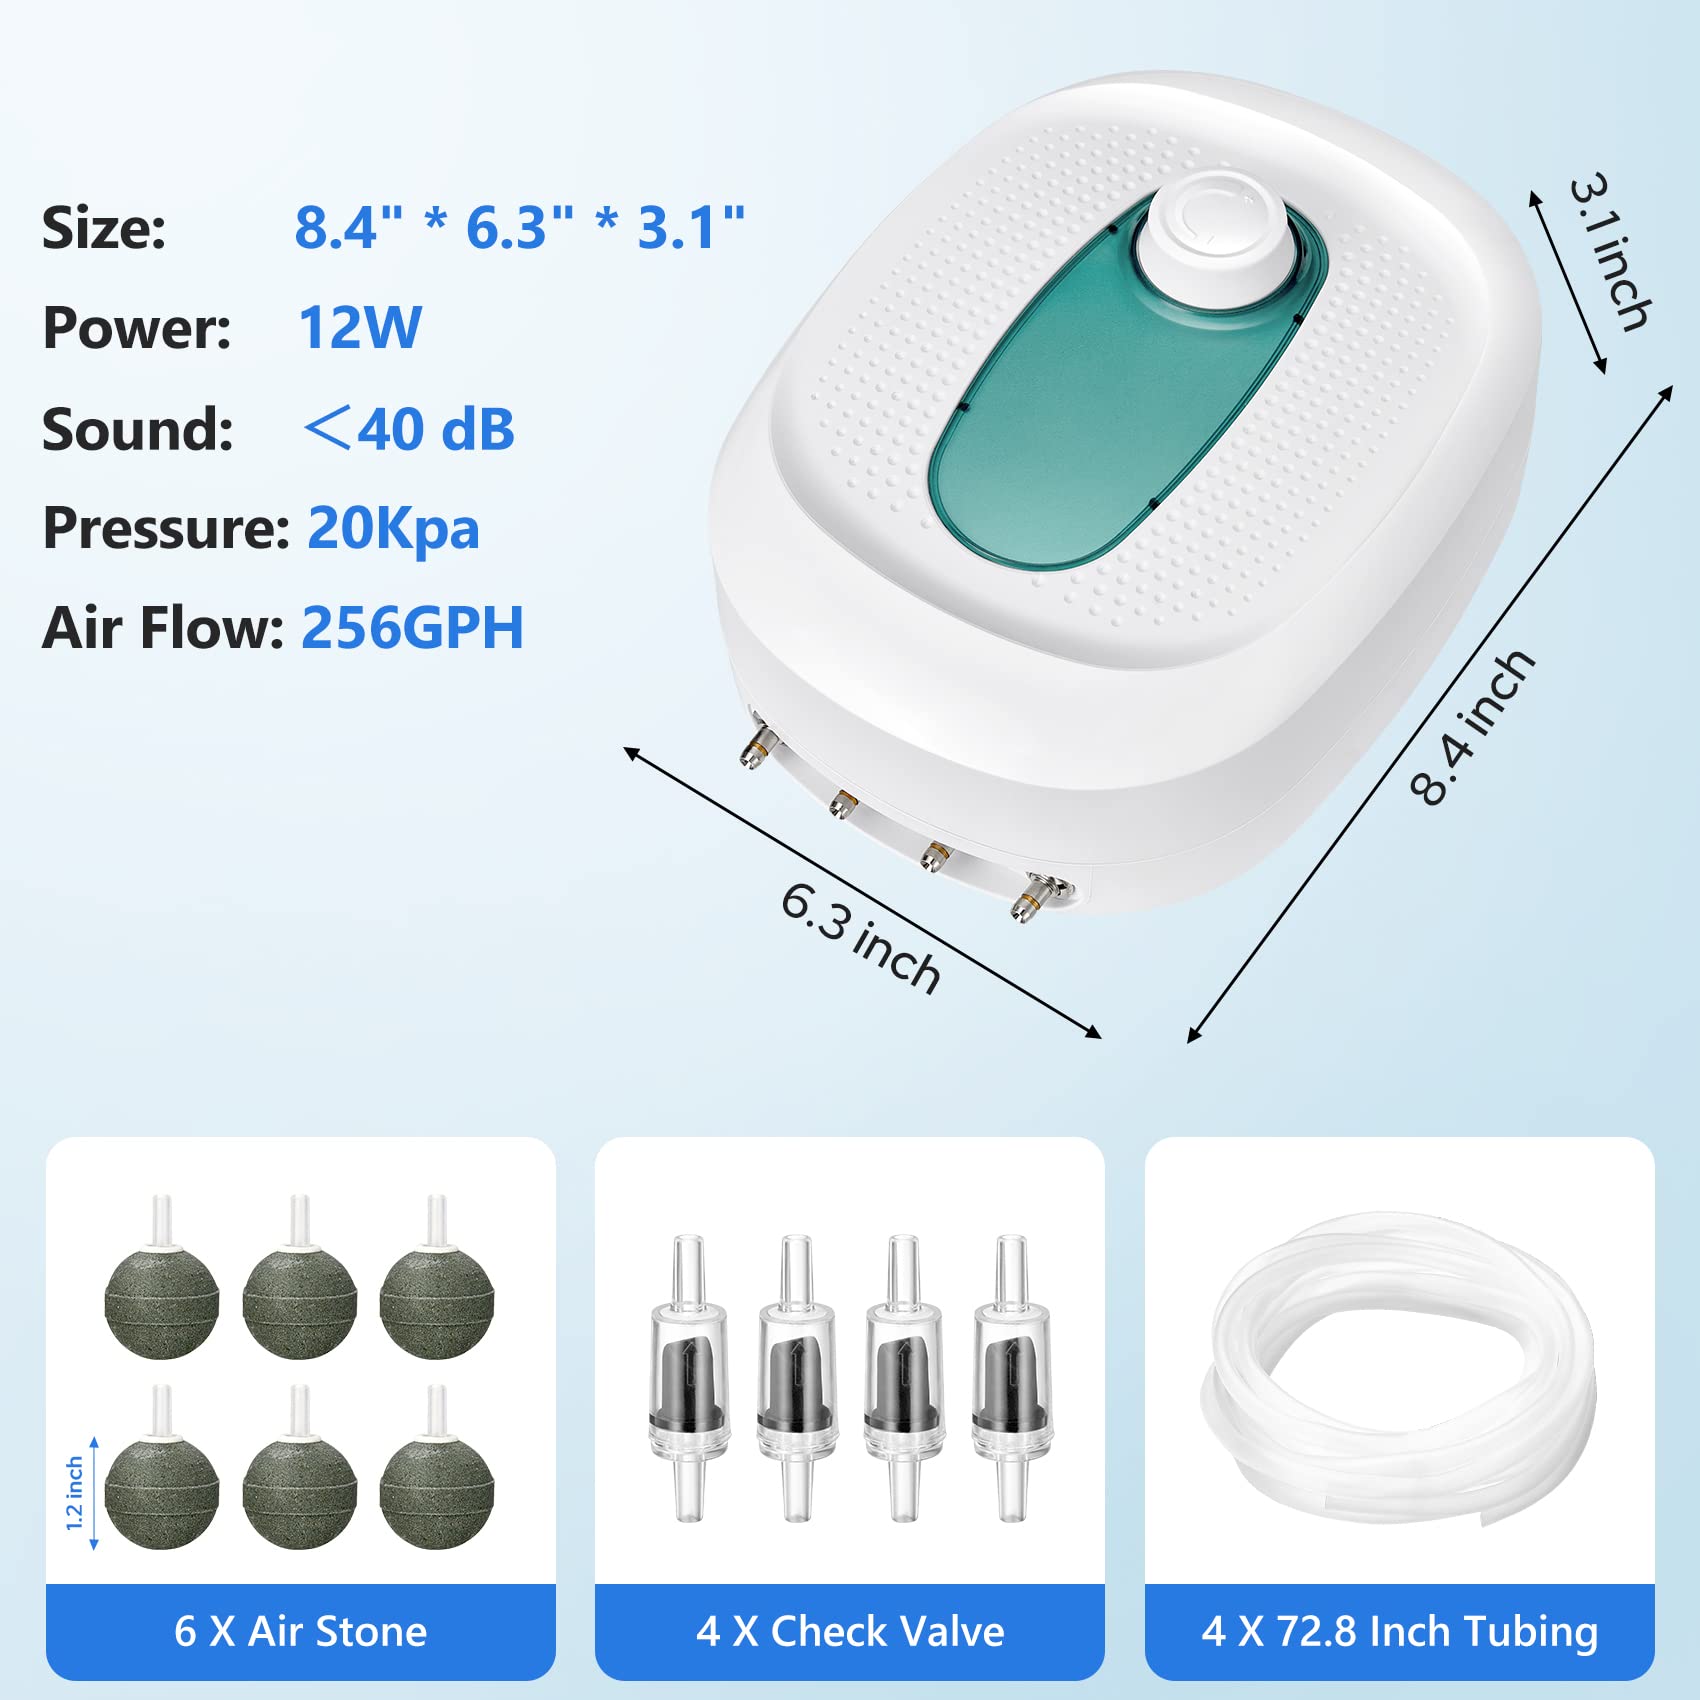 Size: 8.4" * 6.3" * 3.1"
Power: 12W
Sound: <40 dB
Pressure: 20Kpa
Air Flow: 256GPH
3.1 inch
8.4 inch
6.3 inch
1.2 inch
6 X Air Stone
4 X Check Valve
4 X 72.8 Inch Tubing